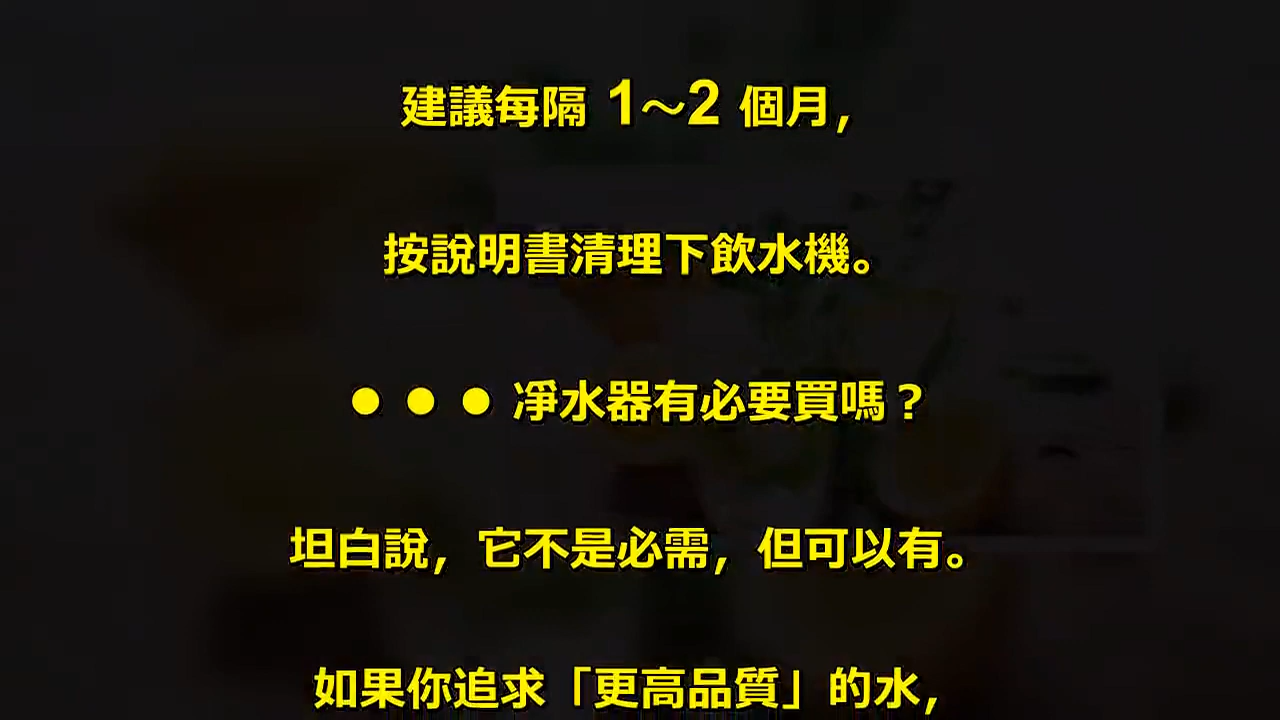 建議每隔 1～2 個月，
按說明書清理下飲水機。
●●● 淨水器有必要買嗎？
坦白說，它不是必需，但可以有。
如果你追求「更高品質」的水，